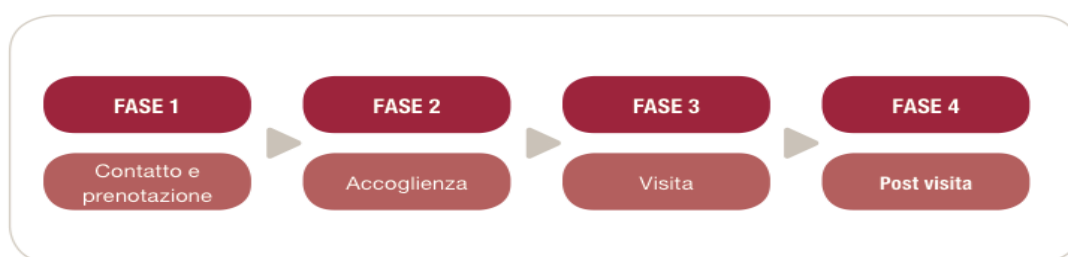 FASE 1
Contatto e
prenotazione
FASE 2
Accoglienza
FASE 3
Visita
FASE 4
Post visita